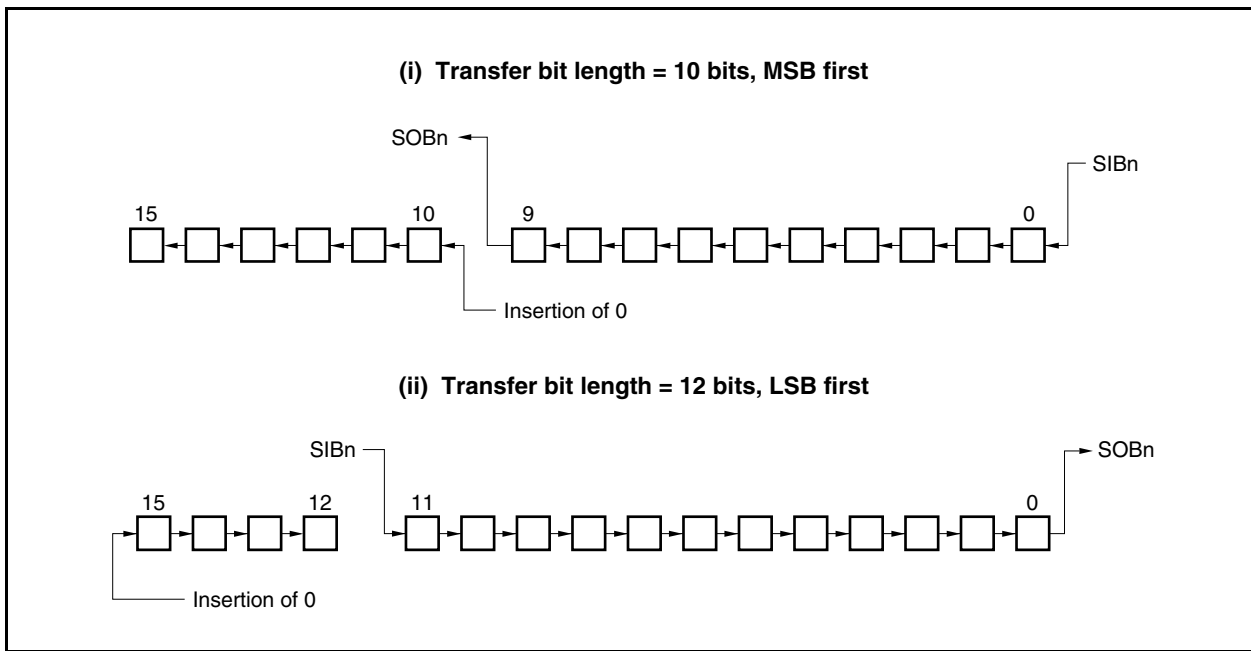 (i) Transfer bit length = 10 bits, MSB first
SOBn
SIBn
15 10 9 0
Insertion of 0
(ii) Transfer bit length = 12 bits, LSB first
SIBn SOBn
15 12 11 0
Insertion of 0